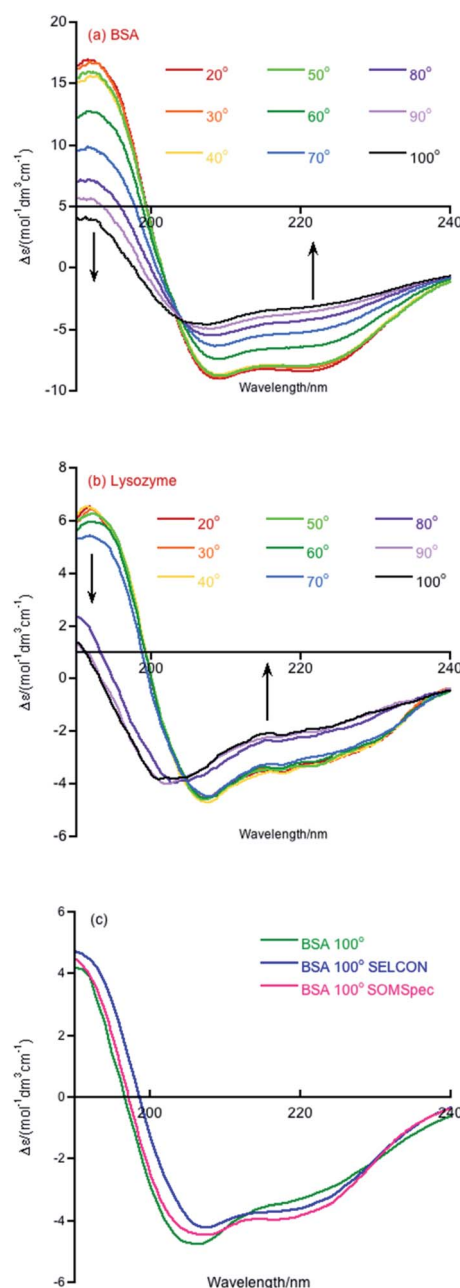 (a) BSA
20° 50° 80°
30° 60° 90°
40° 70° 100°
20
15
10
5
0
-5
-10
200 220 240
Δε/(mol⁻¹dm³cm⁻¹)
Wavelength/nm
(b) Lysozyme
20° 50° 80°
30° 60° 90°
40° 70° 100°
8
6
4
2
0
-2
-4
-6
200 220 240
Δε/(mol⁻¹dm³cm⁻¹)
Wavelength/nm
(c)
BSA 100°
BSA 100° SELCON
BSA 100° SOMSpec
6
4
2
0
-2
-4
-6
200 220 240
Δε/(mol⁻¹dm³cm⁻¹)
Wavelength/nm